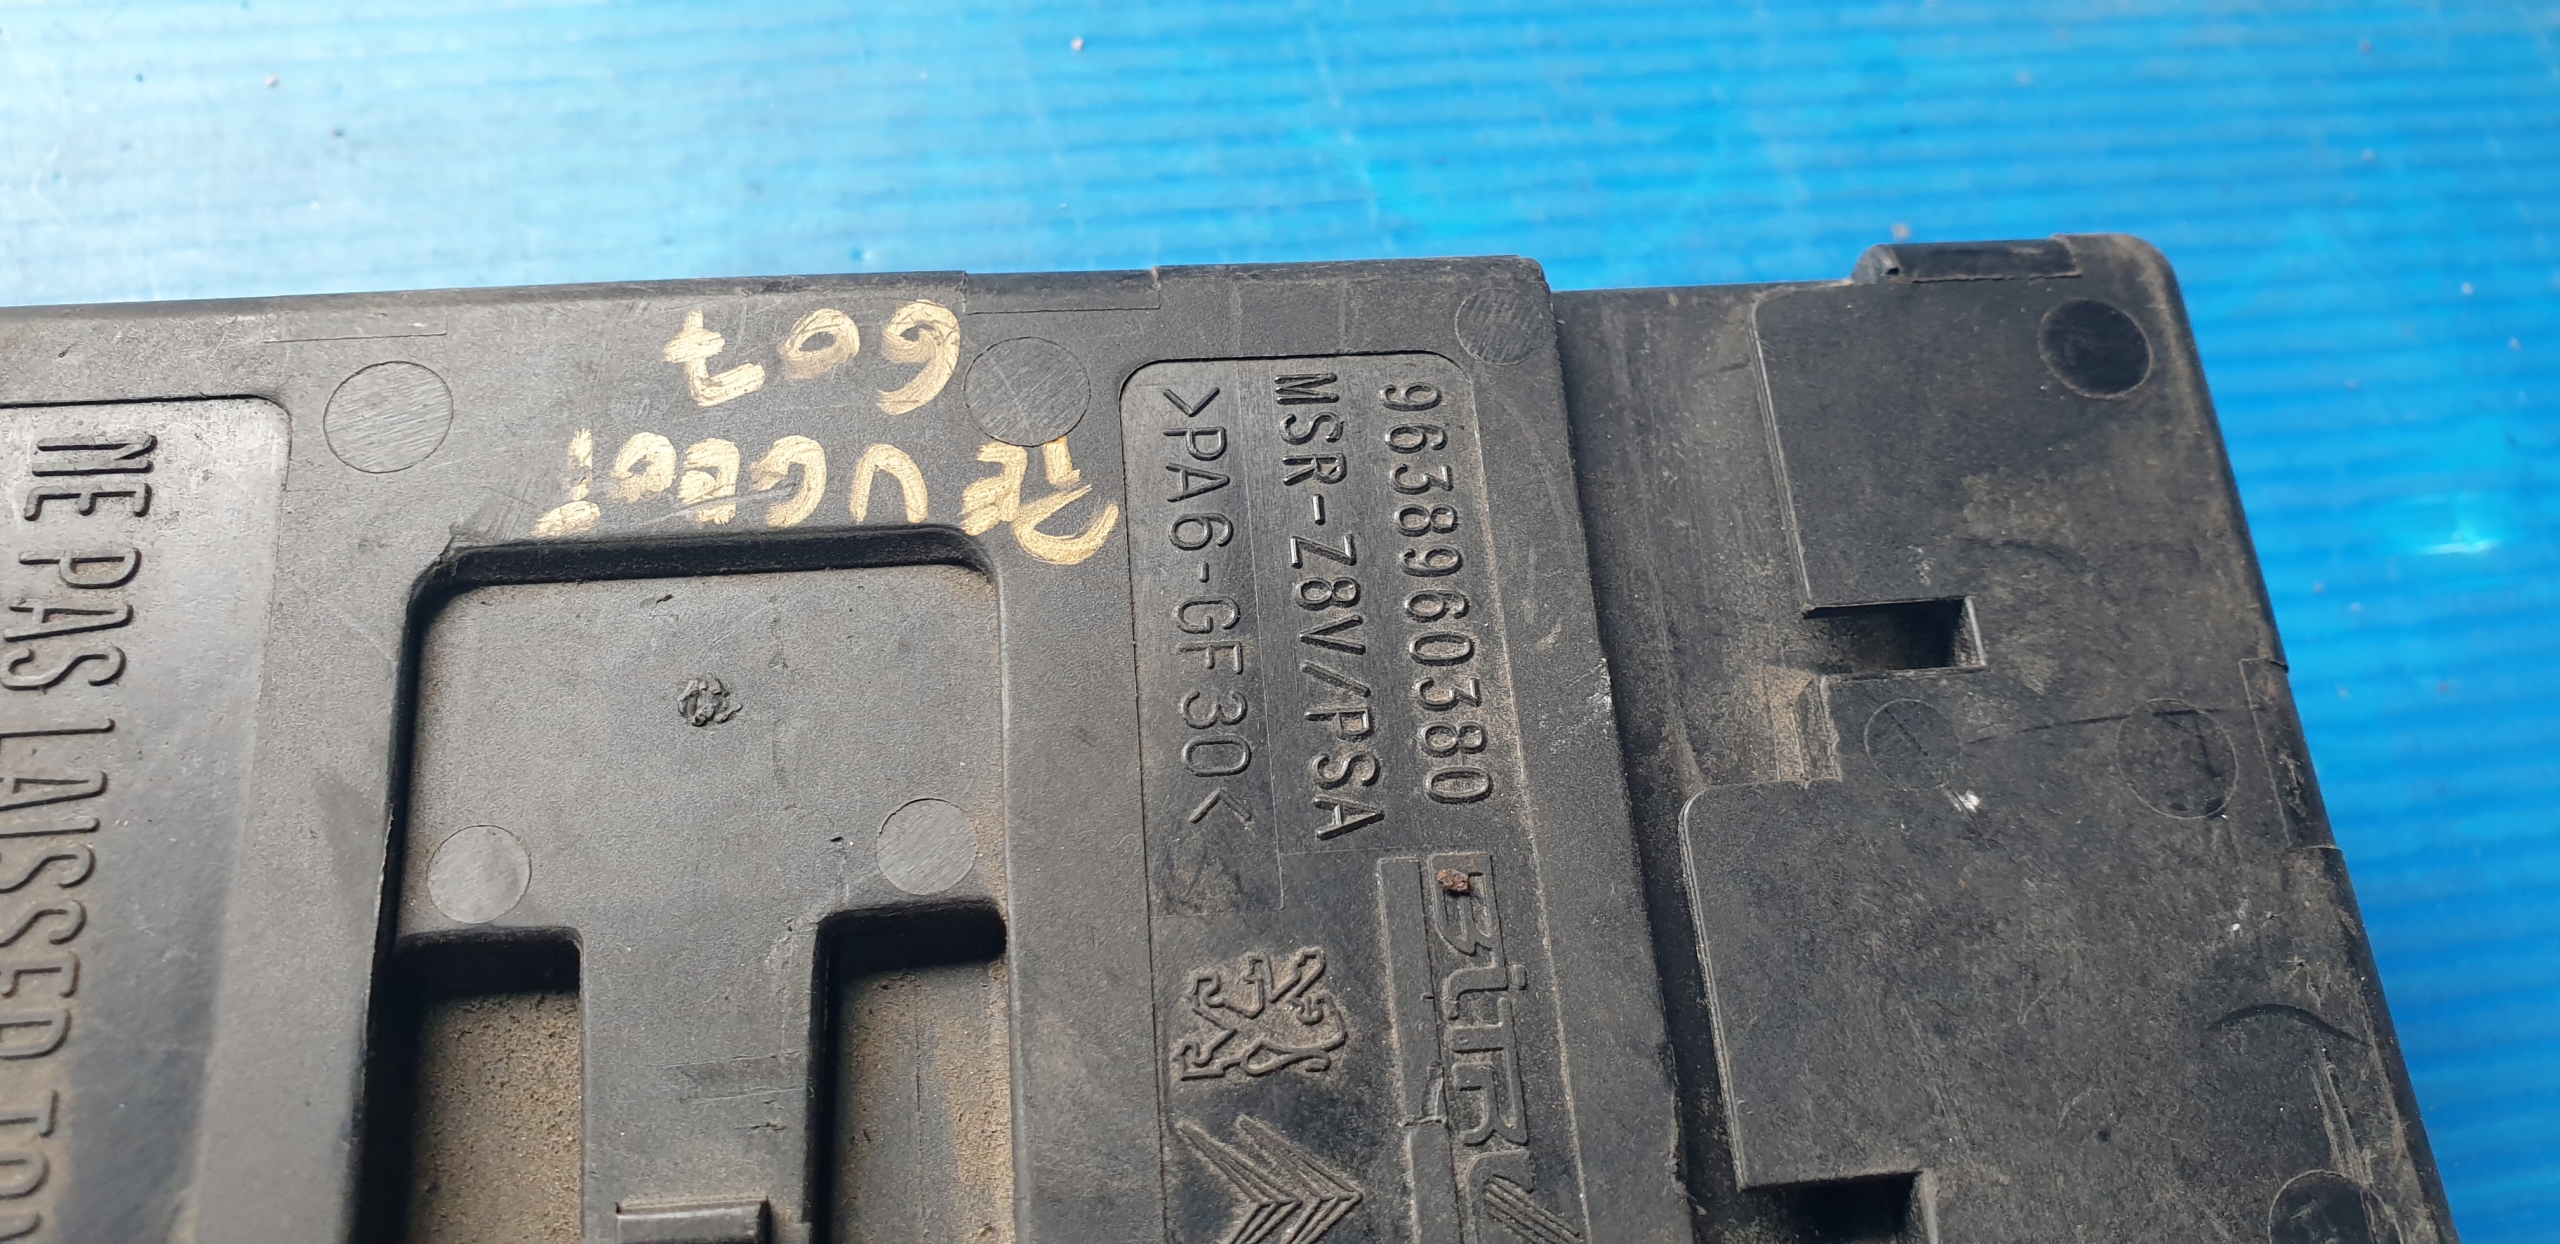 9638960380
MSR-Z8V/PSA
>PA6-GF30<
PEUGEOT
607
NE PAS LAISSER